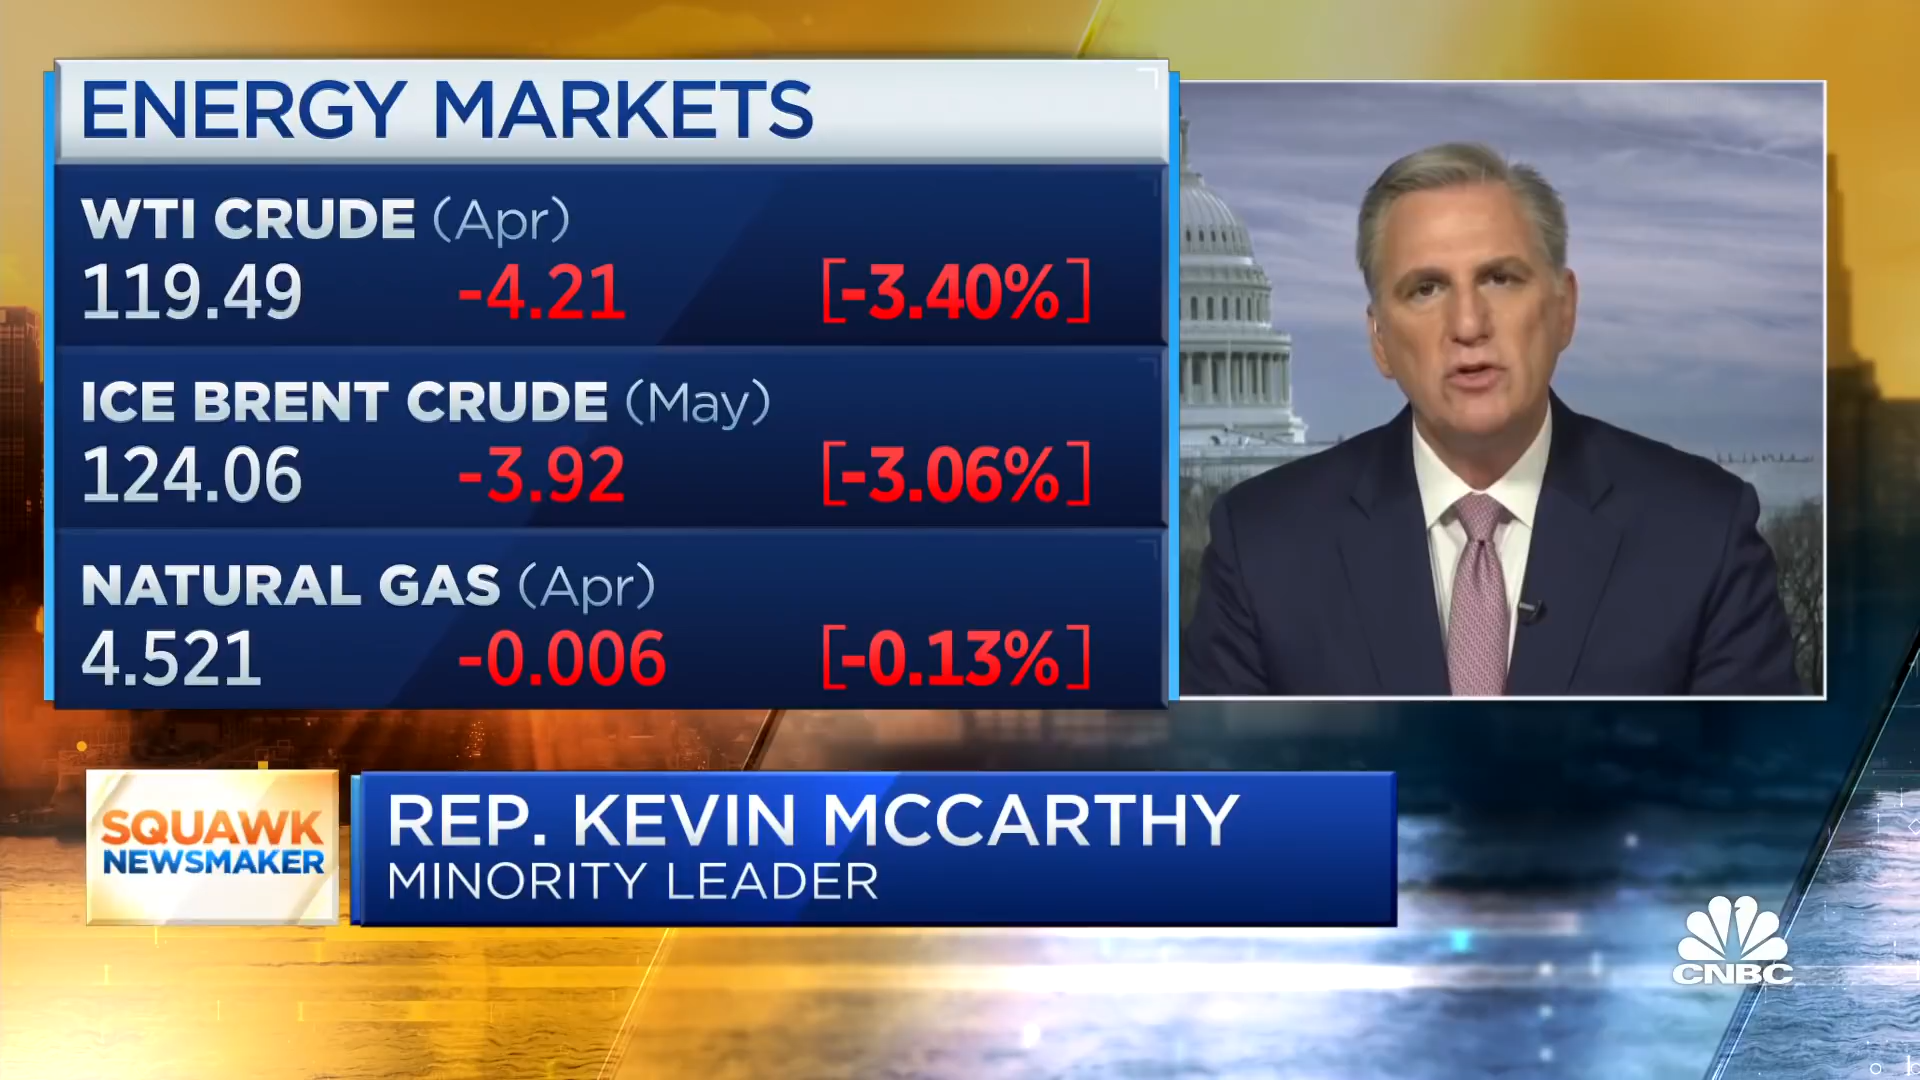 ENERGY MARKETS
WTI CRUDE (Apr)
119.49 -4.21 [-3.40%]
ICE BRENT CRUDE (May)
124.06 -3.92 [-3.06%]
NATURAL GAS (Apr)
4.521 -0.006 [-0.13%]
SQUAWK
NEWSMAKER
REP. KEVIN MCCARTHY
MINORITY LEADER
CNBC